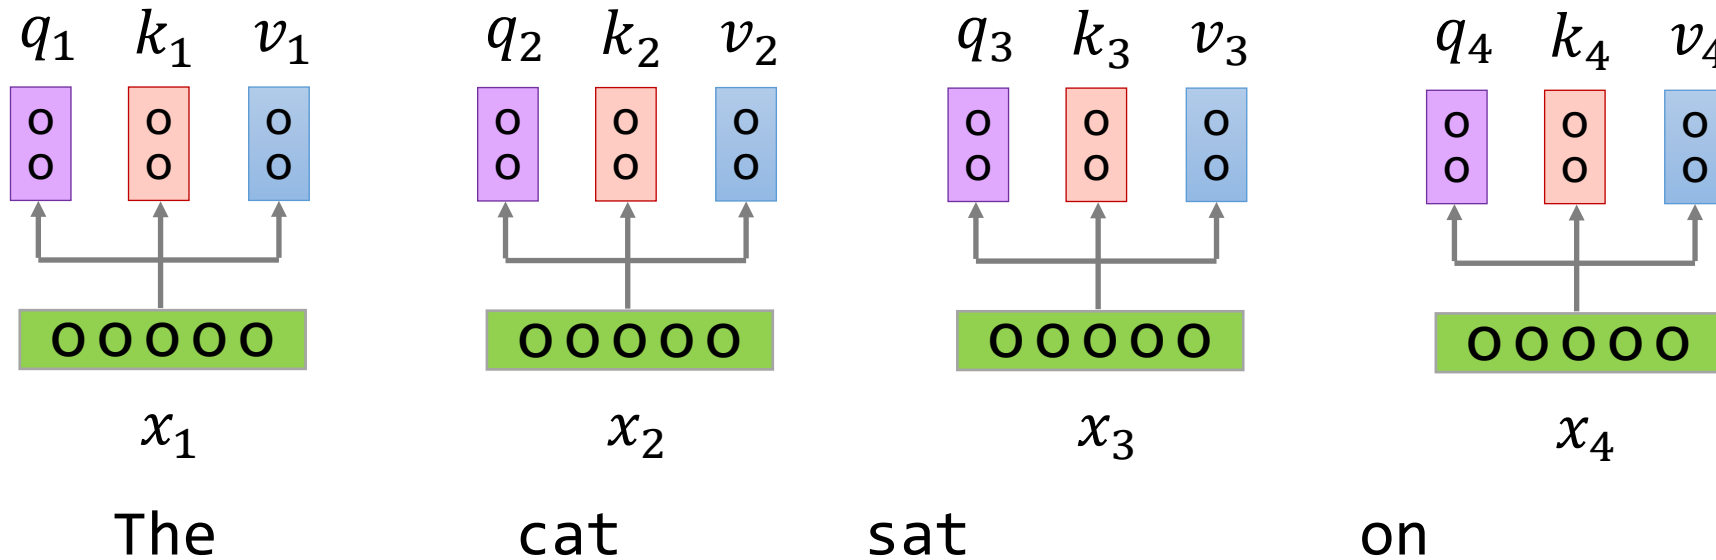 q₁ k₁ v₁ q₂ k₂ v₂ q₃ k₃ v₃ q₄ k₄ v₄
o o o o o o o o o o o o
o o o o o o o o o o o o
o o o o o o o o o o o o o o o o o o o o
x₁ x₂ x₃ x₄
The cat sat on